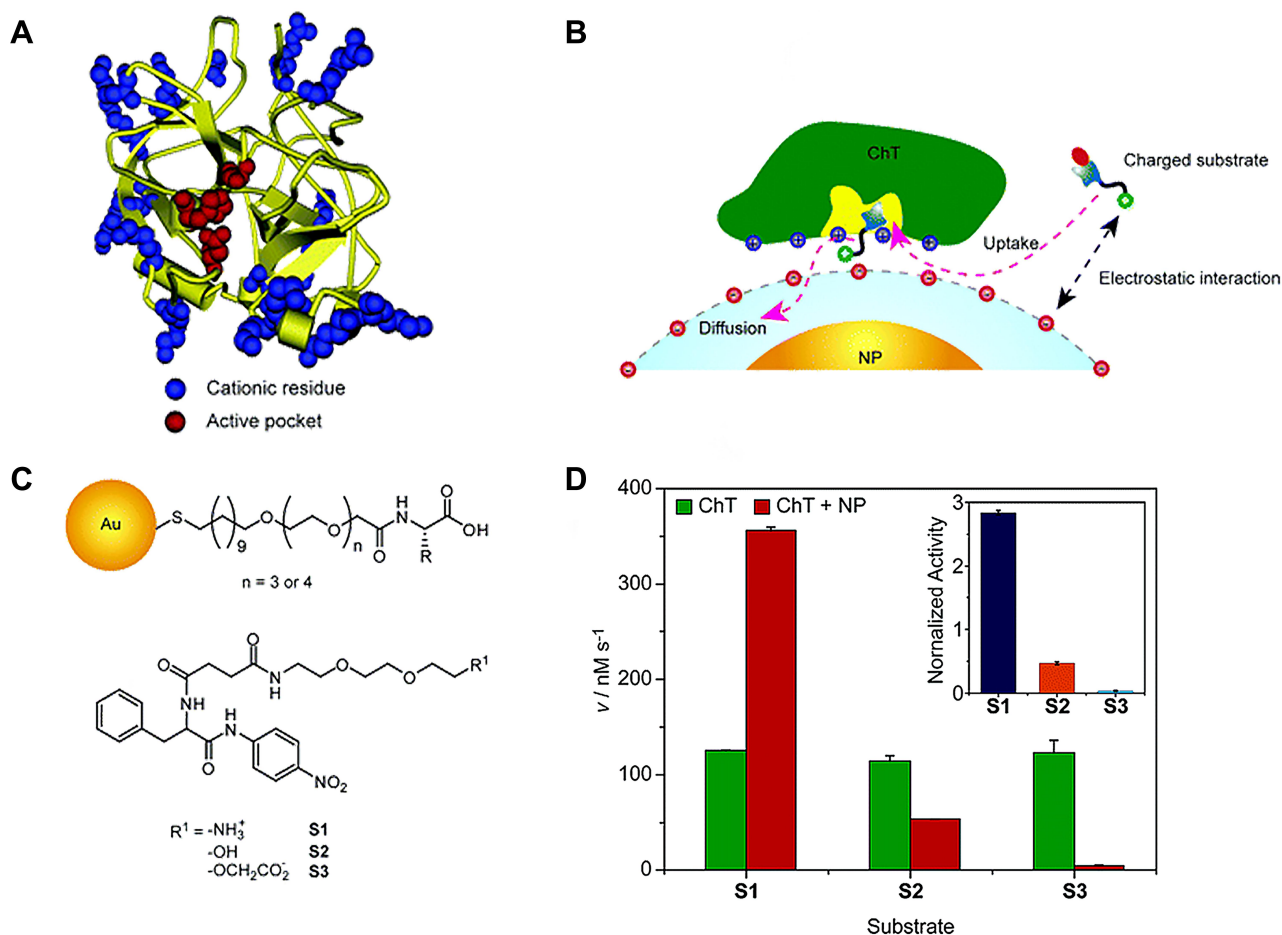 A
Cationic residue
Active pocket
B
ChT
Charged substrate
Uptake
Electrostatic interaction
Diffusion
NP
C
Au
S
9
O
O
n
O
H
N
O
OH
R
n = 3 or 4
O
O
N
H
O
O
R¹
NH
H
N
O
NO₂
R¹ = -NH₃⁺ S1
-OH S2
-OCH₂CO₂⁻ S3
D
ChT
ChT + NP
400
300
200
100
0
v / nM s⁻¹
S1
S2
S3
Substrate
3
2
1
0
Normalized Activity
S1
S2
S3